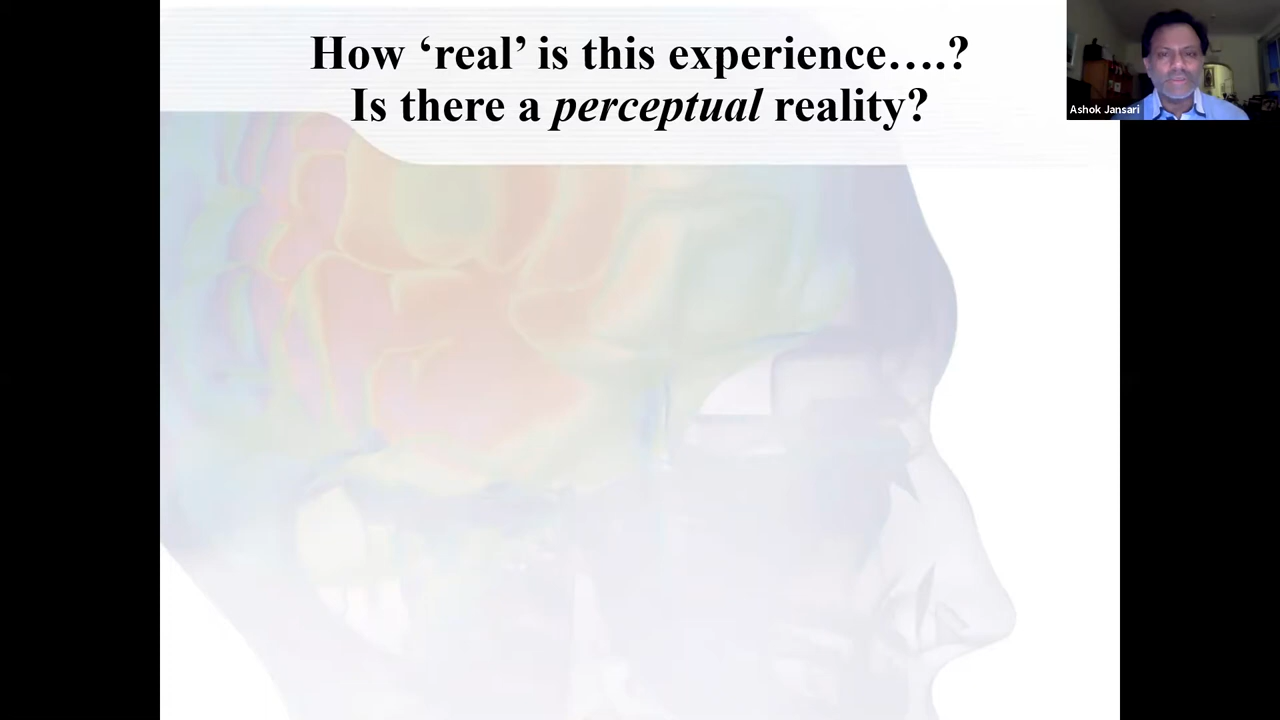 How ‘real’ is this experience….?
Is there a perceptual reality?
Ashok Jansari